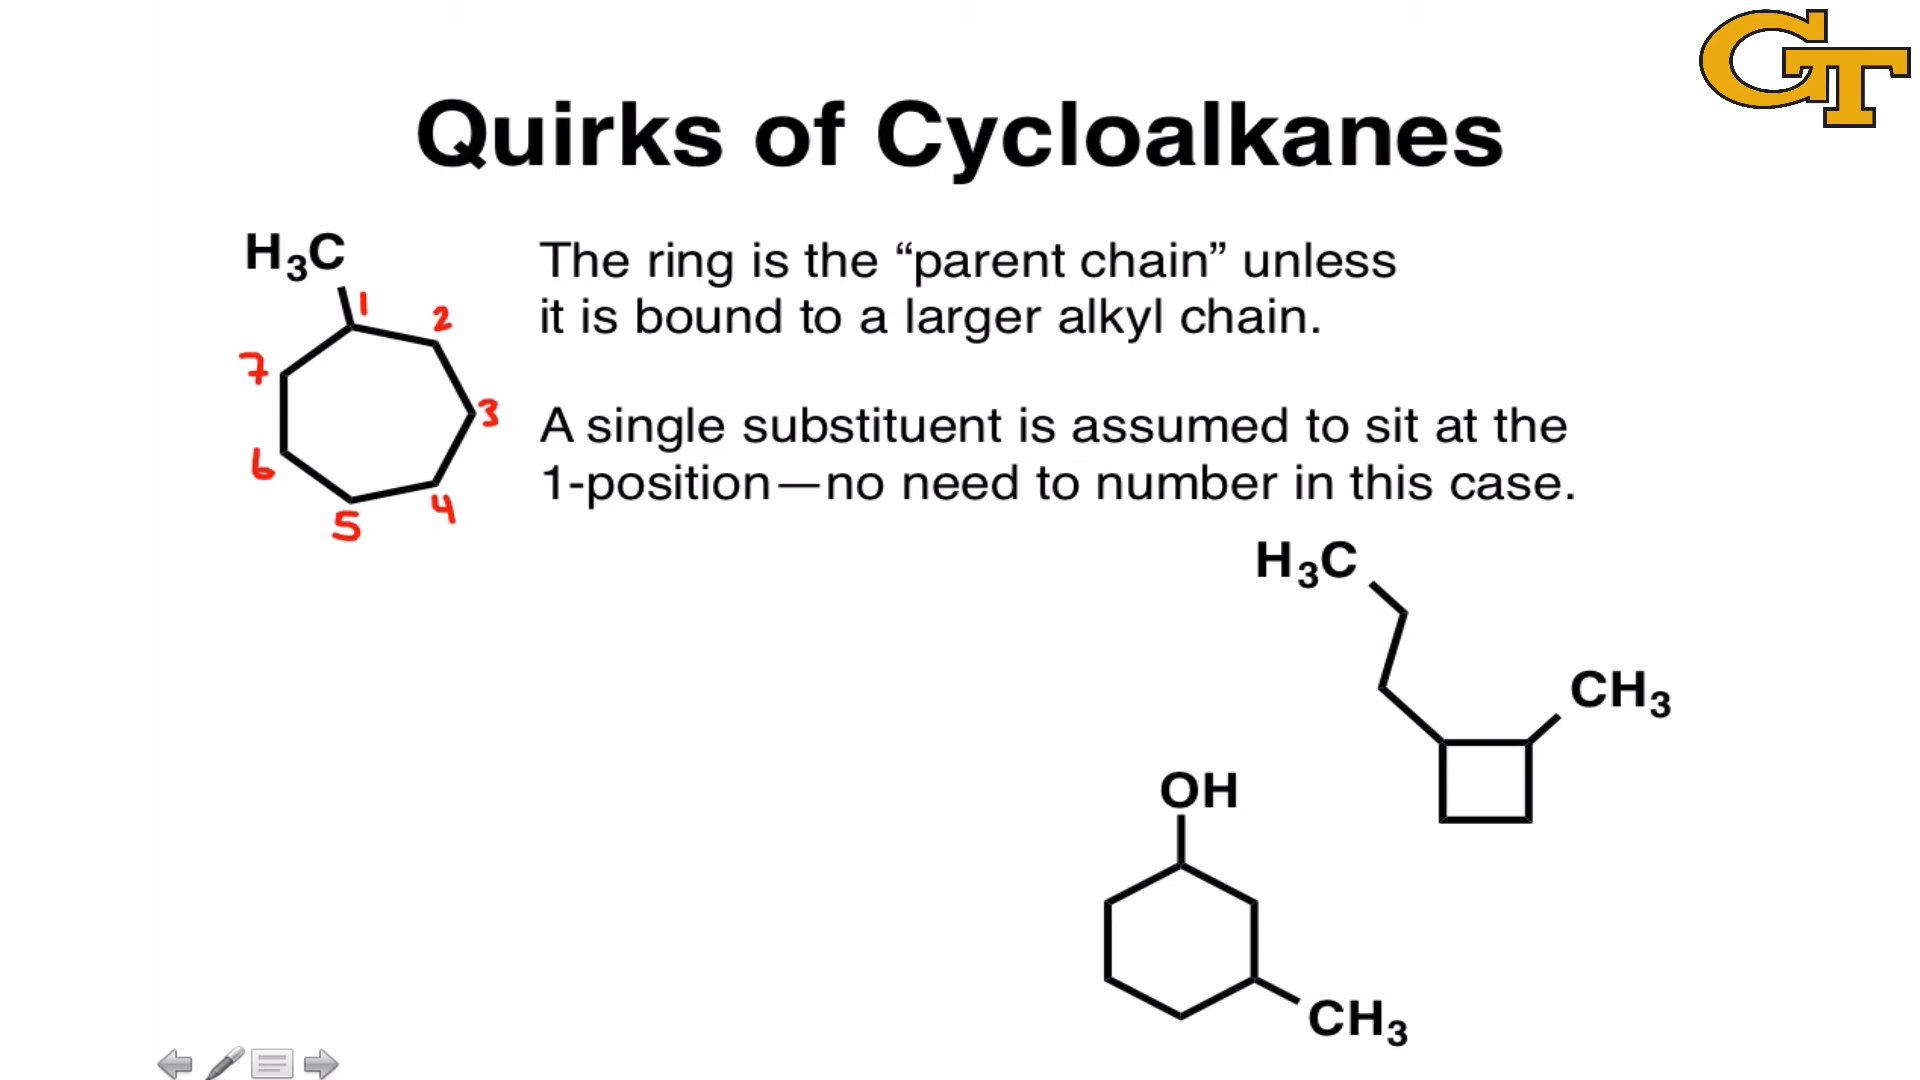 GT
Quirks of Cycloalkanes
H₃C
1
2
7
3
6
5
4
The ring is the “parent chain” unless
it is bound to a larger alkyl chain.
A single substituent is assumed to sit at the
1-position—no need to number in this case.
H₃C
CH₃
OH
CH₃